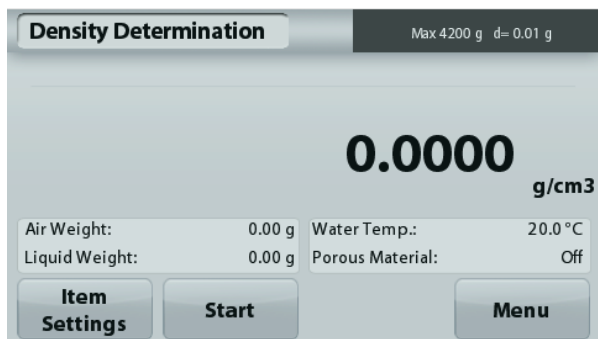 Density Determination
Max 4200 g d= 0.01 g
0.0000
g/cm3
Air Weight: 0.00 g Water Temp.: 20.0 °C
Liquid Weight: 0.00 g Porous Material: Off
Item
Settings
Start
Menu